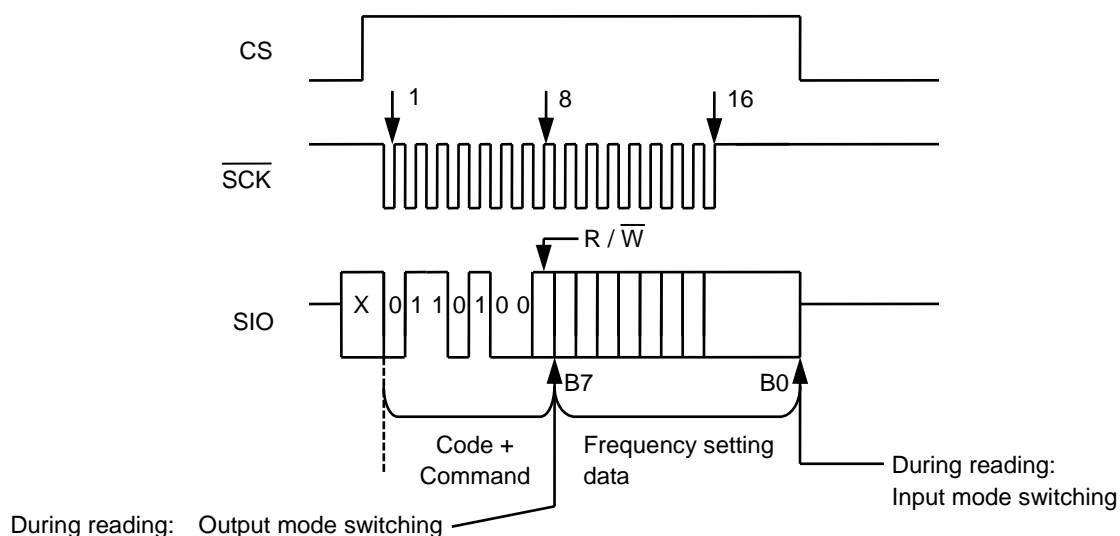 CS
1 8 16
SCK
R / W
X 0 1 1 0 1 0 0
SIO
B7 B0
Code + Frequency setting
Command data
During reading:
Input mode switching
During reading: Output mode switching